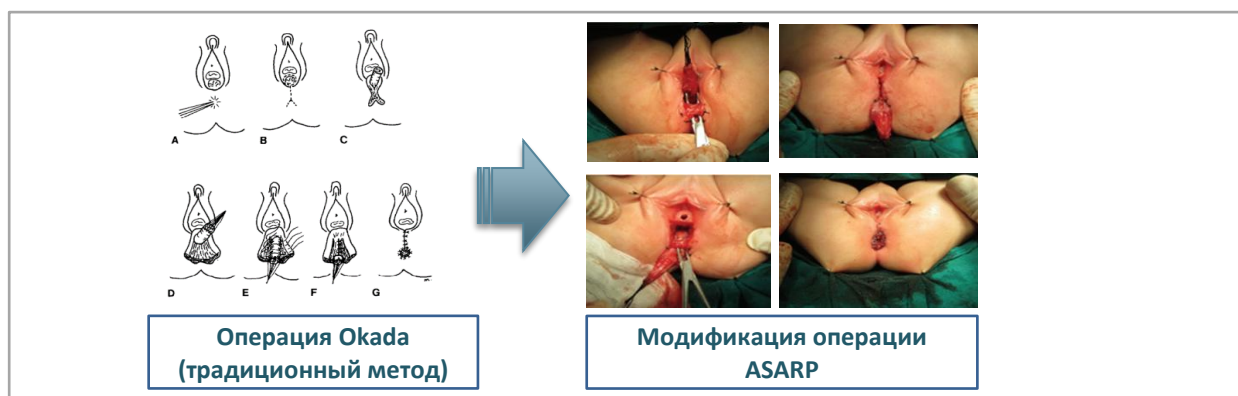 A B C
D E F G
Операция Okada
(традиционный метод)
Модификация операции
ASARP